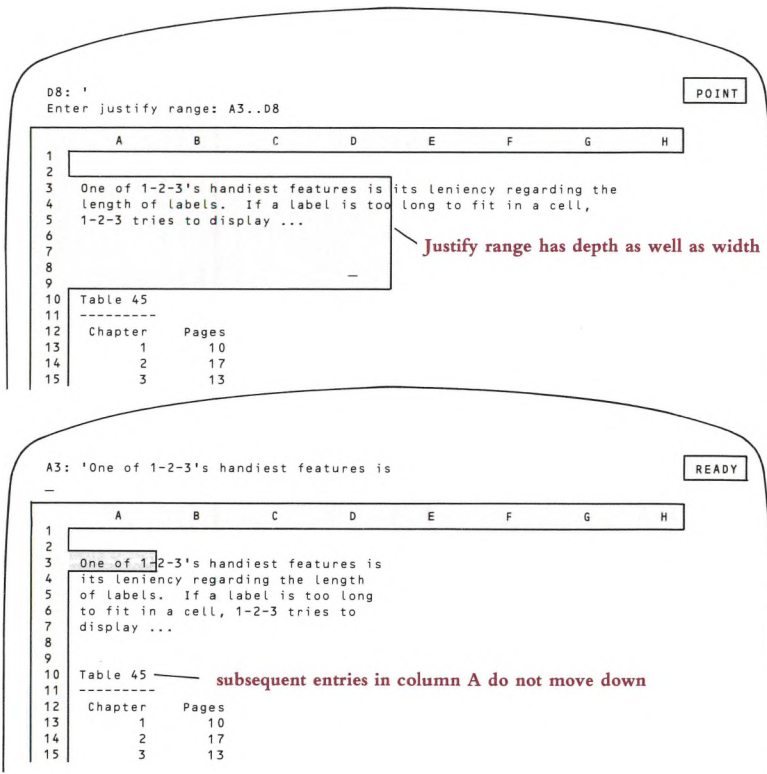 D8: '
POINT
Enter justify range: A3..D8
A B C D E F G H
1
2
3 One of 1-2-3's handiest features is its leniency regarding the
4 length of labels. If a label is too long to fit in a cell,
5 1-2-3 tries to display ...
6
Justify range has depth as well as width
7
8 _
9
10 Table 45
11 ---------
12 Chapter Pages
13 1 10
14 2 17
15 3 13
A3: 'One of 1-2-3's handiest features is
READY
_
A B C D E F G H
1
2
3 One of 1-2-3's handiest features is
4 its leniency regarding the length
5 of labels. If a label is too long
6 to fit in a cell, 1-2-3 tries to
7 display ...
8
9
10 Table 45 subsequent entries in column A do not move down
11 ---------
12 Chapter Pages
13 1 10
14 2 17
15 3 13